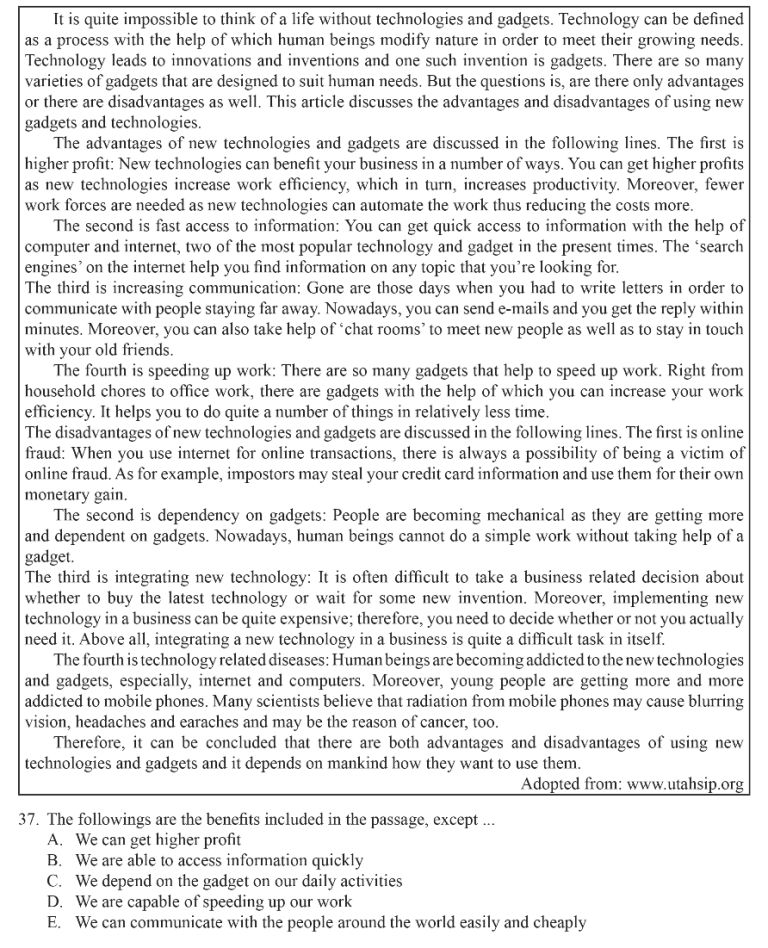 It is quite impossible to think of a life without technologies and gadgets. Technology can be defined
as a process with the help of which human beings modify nature in order to meet their growing needs.
Technology leads to innovations and inventions and one such invention is gadgets. There are so many
varieties of gadgets that are designed to suit human needs. But the questions is, are there only advantages
or there are disadvantages as well. This article discusses the advantages and disadvantages of using new
gadgets and technologies.
The advantages of new technologies and gadgets are discussed in the following lines. The first is
higher profit: New technologies can benefit your business in a number of ways. You can get higher profits
as new technologies increase work efficiency, which in turn, increases productivity. Moreover, fewer
work forces are needed as new technologies can automate the work thus reducing the costs more.
The second is fast access to information: You can get quick access to information with the help of
computer and internet, two of the most popular technology and gadget in the present times. The ‘search
engines’ on the internet help you find information on any topic that you’re looking for.
The third is increasing communication: Gone are those days when you had to write letters in order to
communicate with people staying far away. Nowadays, you can send e-mails and you get the reply within
minutes. Moreover, you can also take help of ‘chat rooms’ to meet new people as well as to stay in touch
with your old friends.
The fourth is speeding up work: There are so many gadgets that help to speed up work. Right from
household chores to office work, there are gadgets with the help of which you can increase your work
efficiency. It helps you to do quite a number of things in relatively less time.
The disadvantages of new technologies and gadgets are discussed in the following lines. The first is online
fraud: When you use internet for online transactions, there is always a possibility of being a victim of
online fraud. As for example, impostors may steal your credit card information and use them for their own
monetary gain.
The second is dependency on gadgets: People are becoming mechanical as they are getting more
and dependent on gadgets. Nowadays, human beings cannot do a simple work without taking help of a
gadget.
The third is integrating new technology: It is often difficult to take a business related decision about
whether to buy the latest technology or wait for some new invention. Moreover, implementing new
technology in a business can be quite expensive; therefore, you need to decide whether or not you actually
need it. Above all, integrating a new technology in a business is quite a difficult task in itself.
The fourth is technology related diseases: Human beings are becoming addicted to the new technologies
and gadgets, especially, internet and computers. Moreover, young people are getting more and more
addicted to mobile phones. Many scientists believe that radiation from mobile phones may cause blurring
vision, headaches and earaches and may be the reason of cancer, too.
Therefore, it can be concluded that there are both advantages and disadvantages of using new
technologies and gadgets and it depends on mankind how they want to use them.
Adopted from: www.utahsip.org
37. The followings are the benefits included in the passage, except ...
A. We can get higher profit
B. We are able to access information quickly
C. We depend on the gadget on our daily activities
D. We are capable of speeding up our work
E. We can communicate with the people around the world easily and cheaply